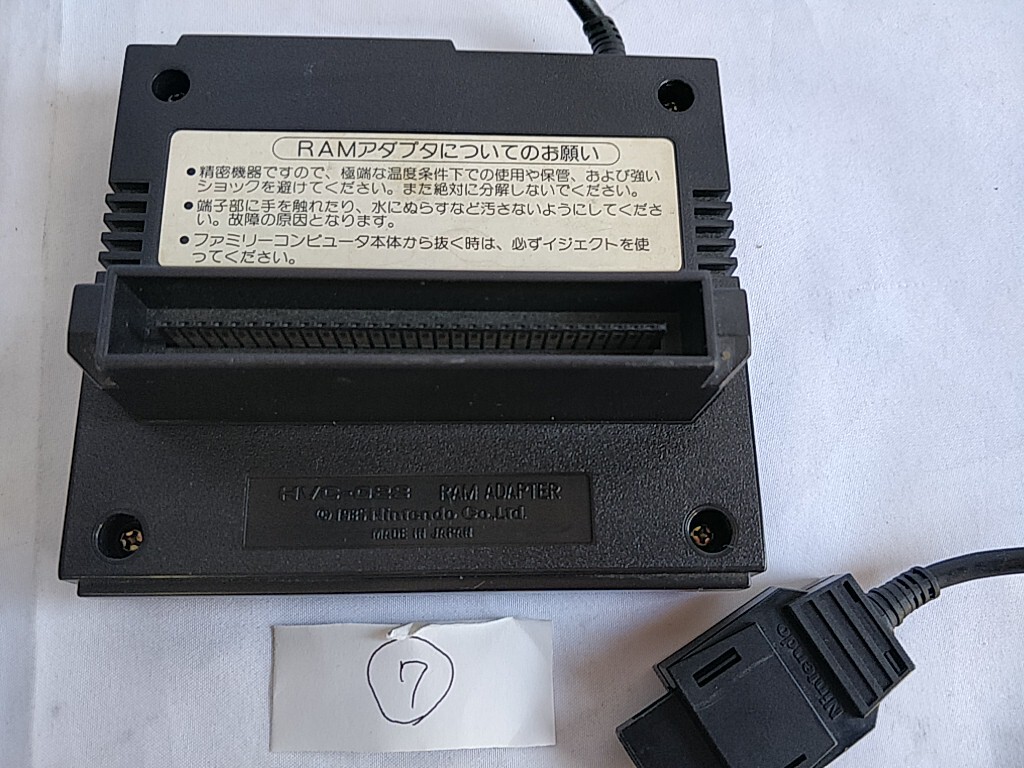 RAMアダプタについてのお願い
●精密機器ですので、極端な温度条件下での使用や保管、および強い
ショックを避けてください。また絶対に分解しないでください。
●端子部に手を触れたり、水にぬらすなど汚さないようにしてくださ
い。故障の原因となります。
●ファミリーコンピュータ本体から抜く時は、必ずイジェクトを使
ってください。
RAM ADAPTER
Nintendo Co.,Ltd.
MADE IN JAPAN
7
Nintendo